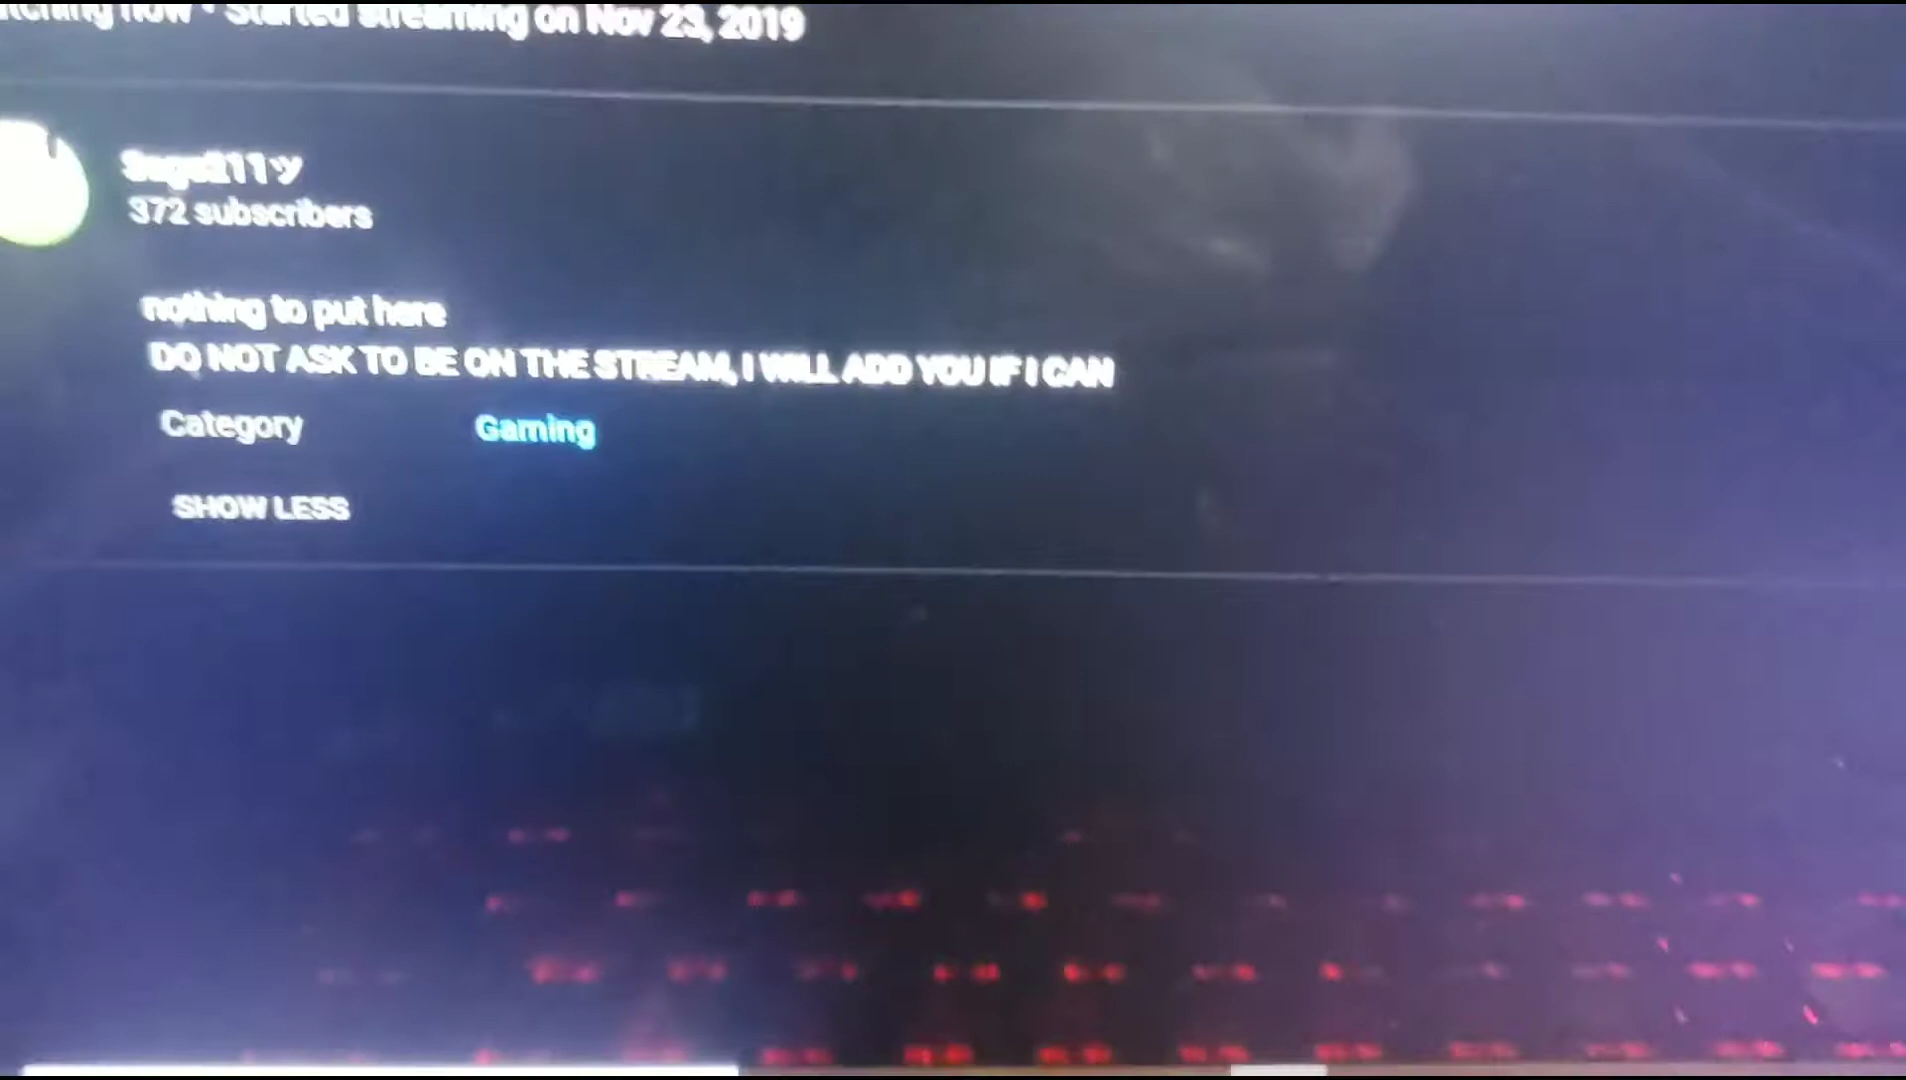 now • Started streaming on Nov 23, 2019
372 subscribers
nothing to put here
DO NOT ASK TO BE ON THE STREAM, I WILL ADD YOU IF I CAN
Category Gaming
SHOW LESS